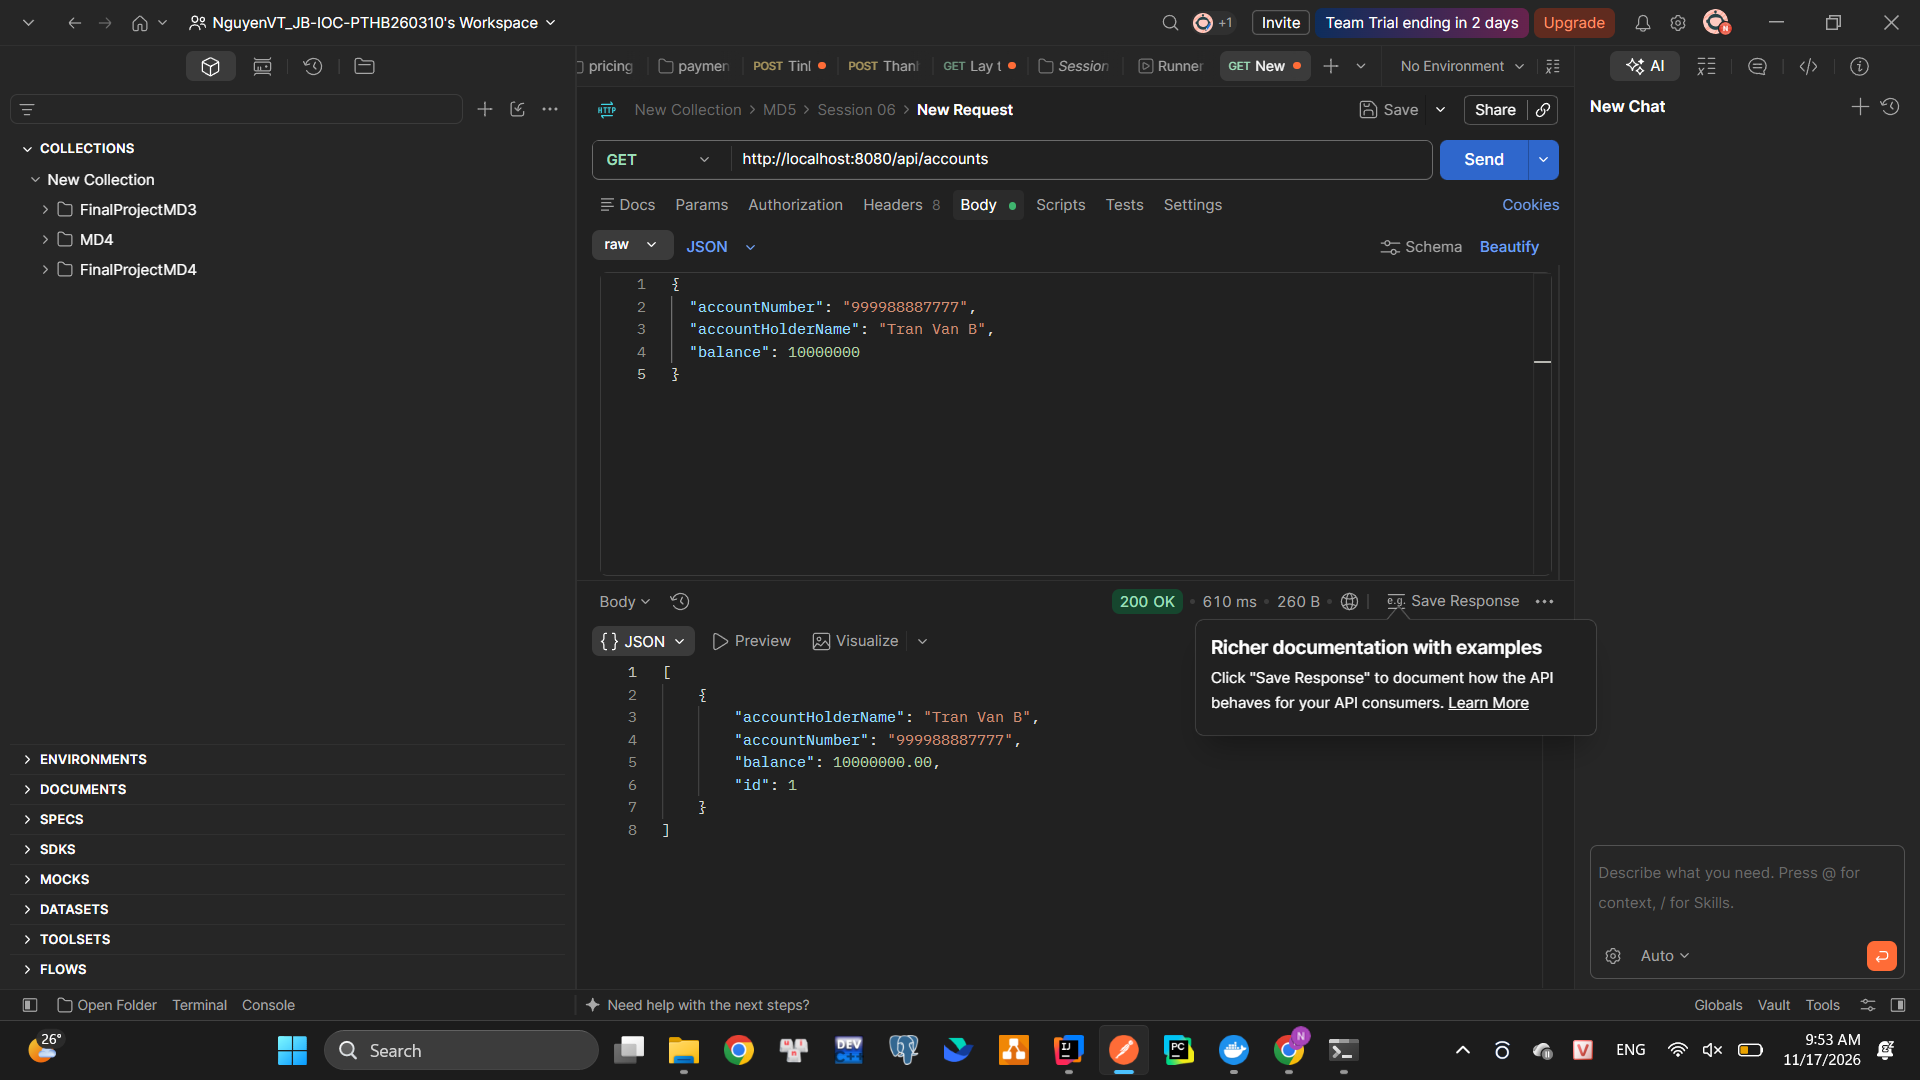 NguyenVT_JB-IOC-PTHB260310's Workspace
+1
Invite
Team Trial ending in 2 days
Upgrade
pricing
paymen
POST Tinl
POST Thanl
GET Lay t
Session
Runner
GET New
No Environment
AI
New Collection > MD5 > Session 06 > New Request
Save
Share
New Chat
COLLECTIONS
New Collection
FinalProjectMD3
MD4
FinalProjectMD4
GET
http://localhost:8080/api/accounts
Send
Docs
Params
Authorization
Headers 8
Body
Scripts
Tests
Settings
Cookies
raw
JSON
Schema
Beautify
1 {
2 "accountNumber": "999988887777",
3 "accountHolderName": "Tran Van B",
4 "balance": 10000000
5 }
Body
200 OK
610 ms
260 B
e.g. Save Response
{} JSON
Preview
Visualize
Richer documentation with examples
Click "Save Response" to document how the API
behaves for your API consumers. Learn More
1 [
2 {
3 "accountHolderName": "Tran Van B",
4 "accountNumber": "999988887777",
5 "balance": 10000000.00,
6 "id": 1
7 }
8 ]
ENVIRONMENTS
DOCUMENTS
SPECS
SDKS
MOCKS
DATASETS
TOOLSETS
FLOWS
Describe what you need. Press @ for
context, / for Skills.
Auto
Open Folder
Terminal
Console
Need help with the next steps?
Globals
Vault
Tools
26°
Search
ENG
9:53 AM
11/17/2026